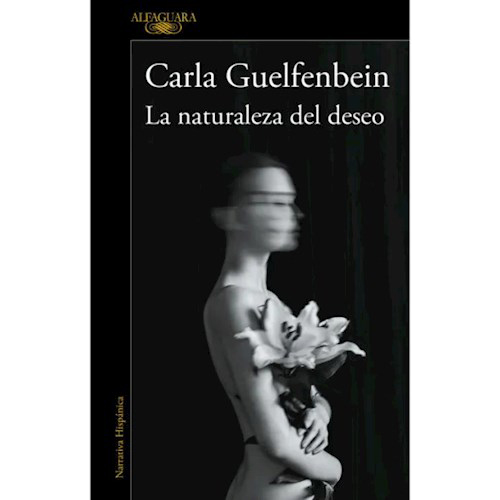 ALFAGUARA
Carla Guelfenbein
La naturaleza del deseo
Narrativa Hispánica